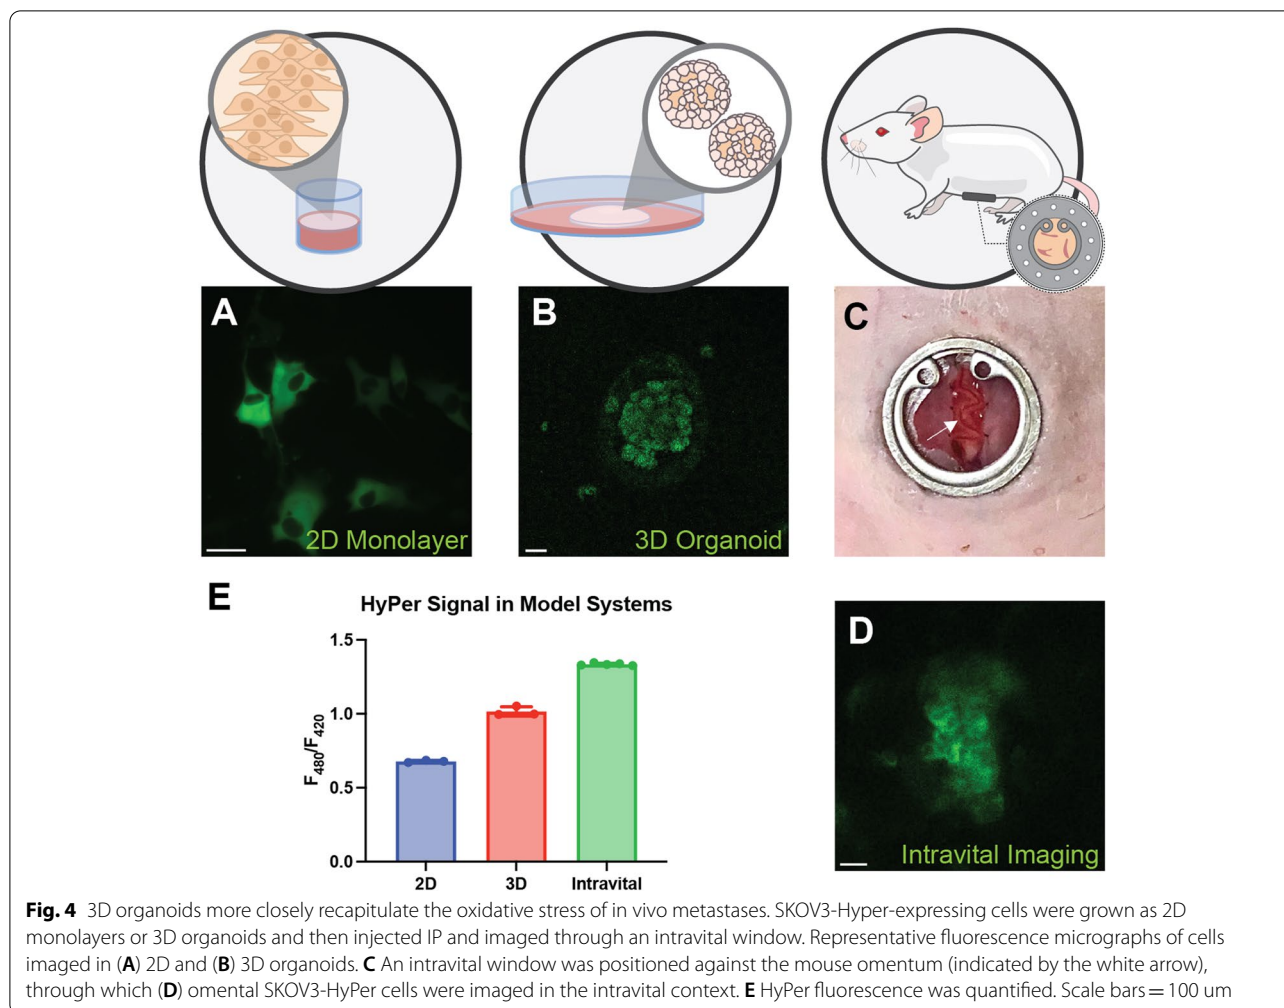 A
2D Monolayer
B
3D Organoid
C
E
HyPer Signal in Model Systems
F480/F420
1.5
1.0
0.5
0.0
2D
3D
Intravital
D
Intravital Imaging
Fig. 4 3D organoids more closely recapitulate the oxidative stress of in vivo metastases. SKOV3-Hyper-expressing cells were grown as 2D
monolayers or 3D organoids and then injected IP and imaged through an intravital window. Representative fluorescence micrographs of cells
imaged in (A) 2D and (B) 3D organoids. C An intravital window was positioned against the mouse omentum (indicated by the white arrow),
through which (D) omental SKOV3-HyPer cells were imaged in the intravital context. E HyPer fluorescence was quantified. Scale bars = 100 um